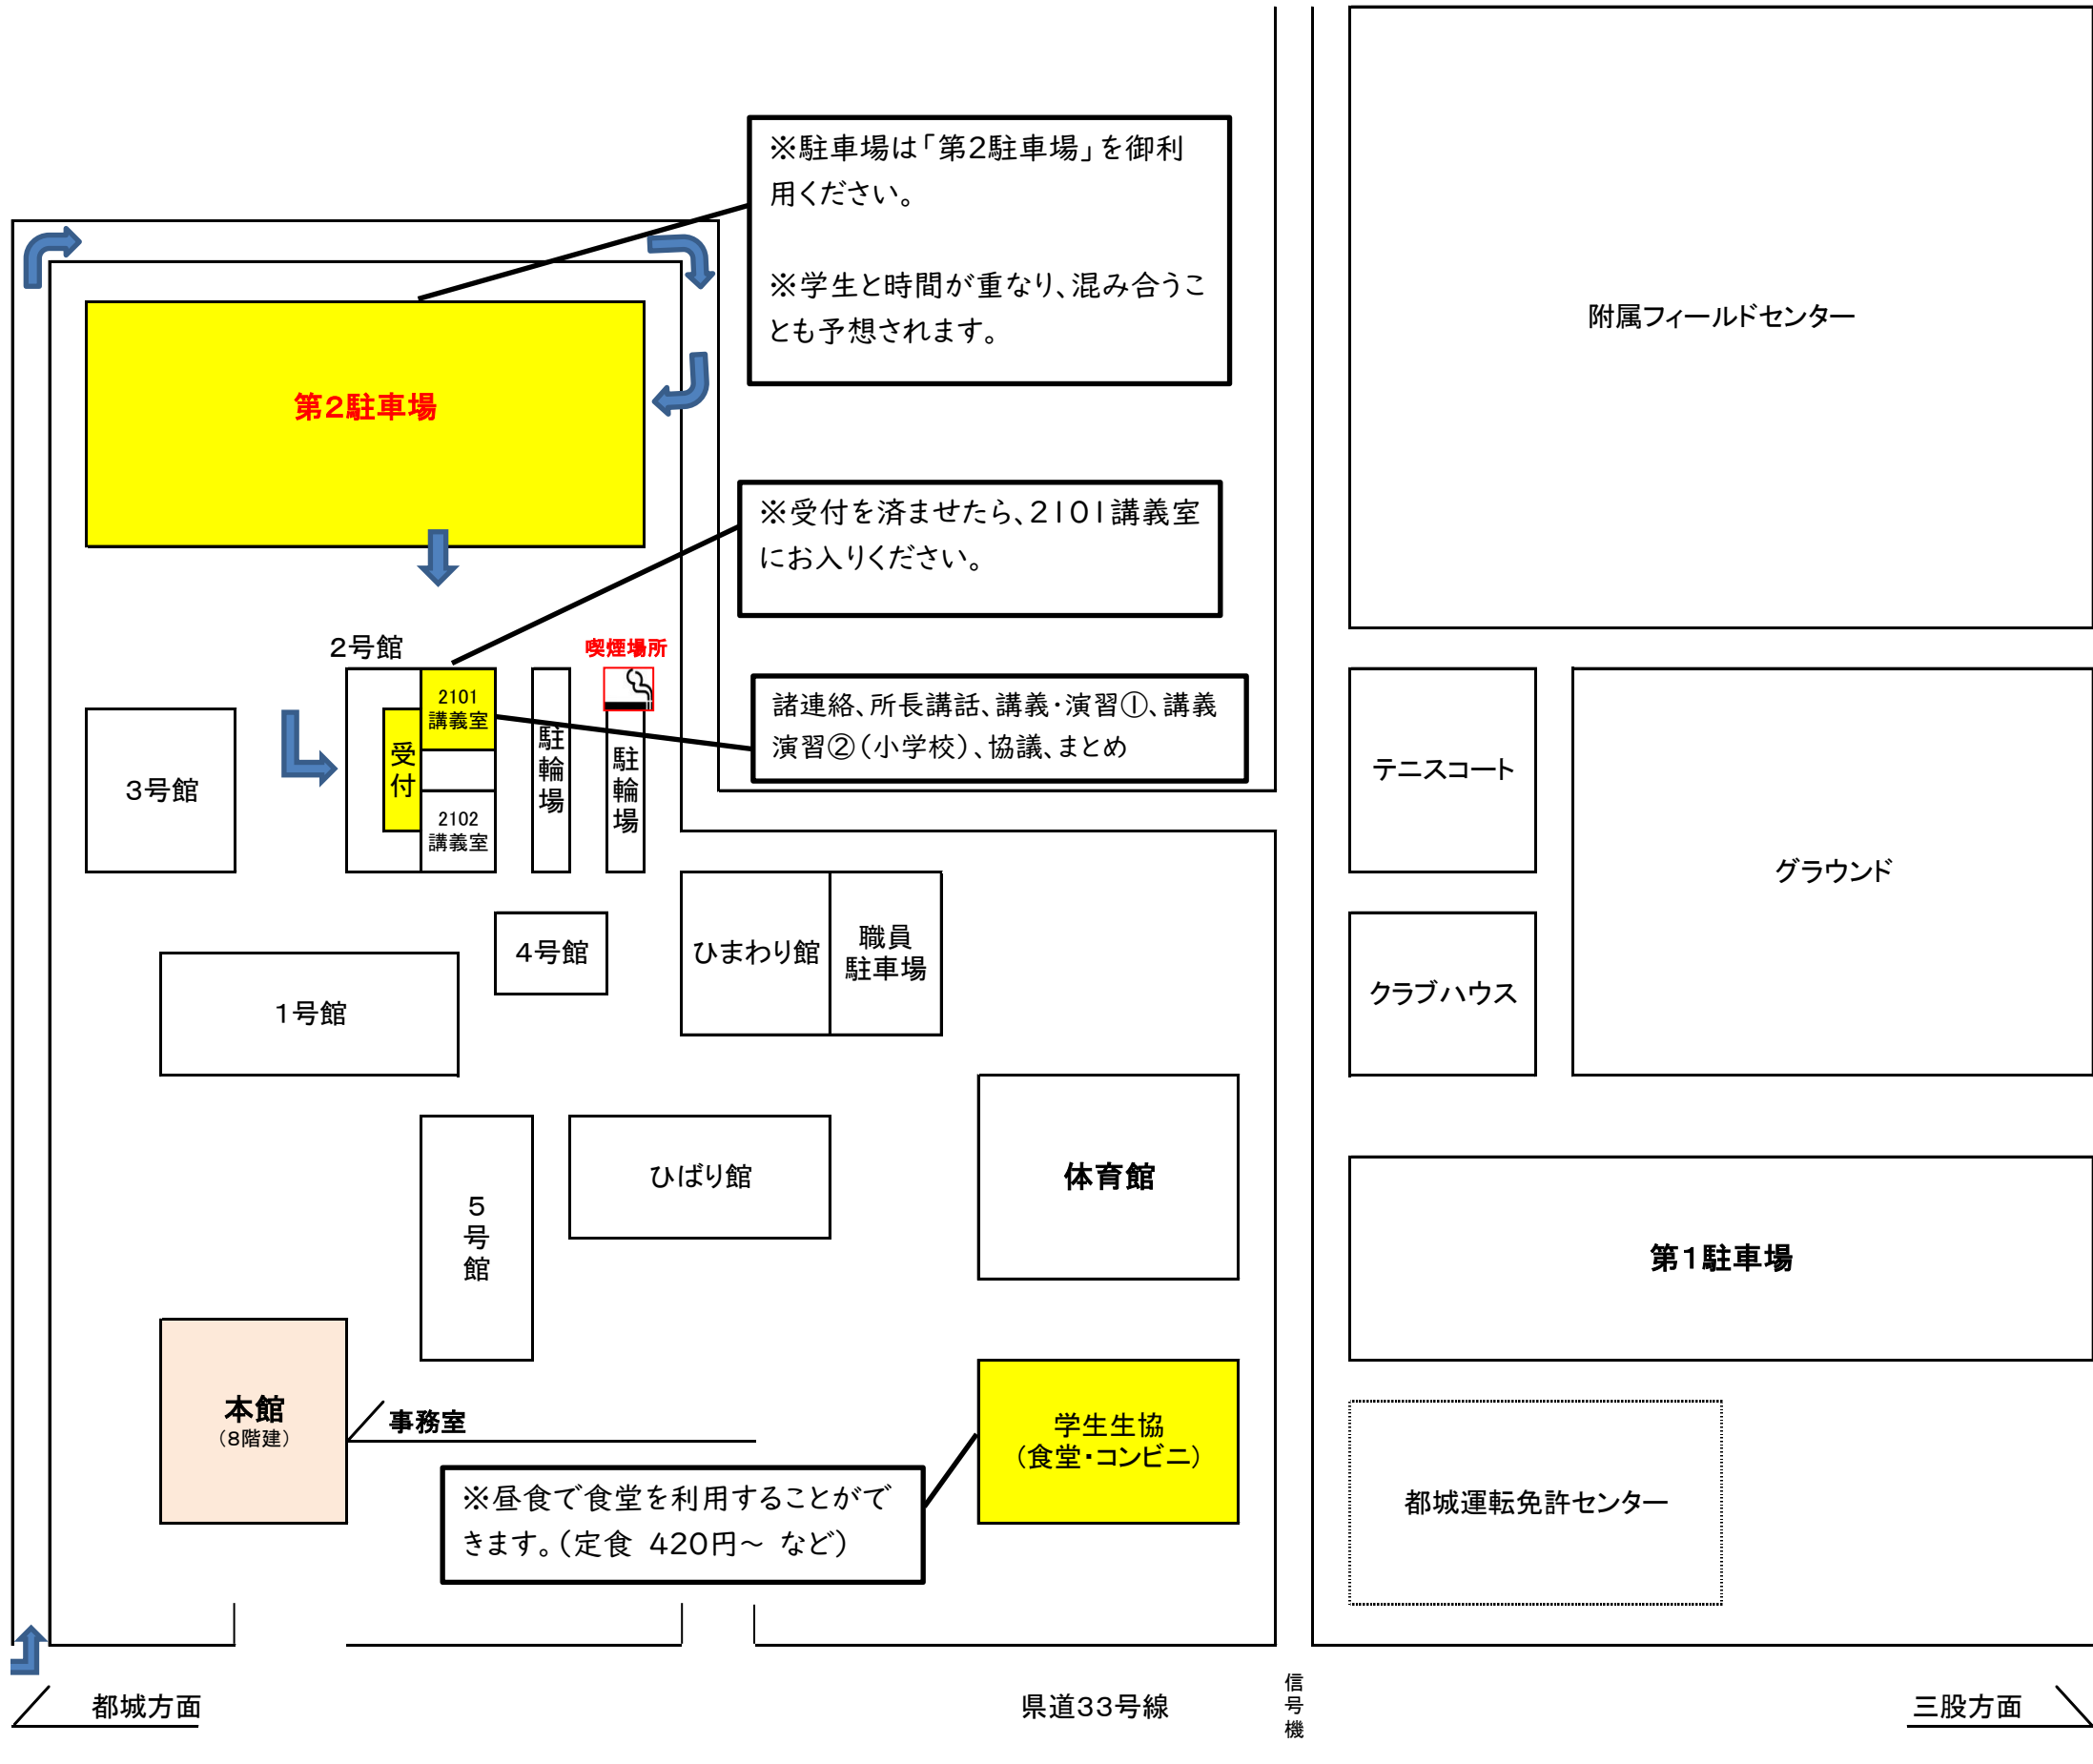 ※駐車場は「第2駐車場」を御利
用ください。
※学生と時間が重なり、混み合うこ
とも予想されます。
附属フィールドセンター
第2駐車場
※受付を済ませたら、2101講義室
にお入りください。
2号館
喫煙場所
2101
講義室
諸連絡、所長講話、講義・演習①、講義
演習②(小学校)、協議、まとめ
受付
駐輪場
駐輪場
3号館
2102
講義室
テニスコート
グラウンド
4号館
ひまわり館
職員
駐車場
クラブハウス
1号館
5号館
ひばり館
体育館
第1駐車場
本館
(8階建)
事務室
学生生協
(食堂・コンビニ)
※昼食で食堂を利用することがで
きます。(定食 420円～ など)
都城運転免許センター
都城方面
県道33号線
信号機
三股方面